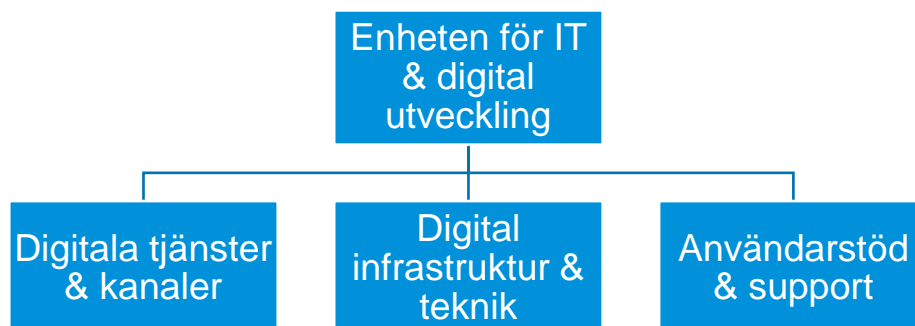 Enheten för IT
& digital
utveckling
Digitala tjänster
& kanaler
Digital
infrastruktur &
teknik
Användarstöd
& support